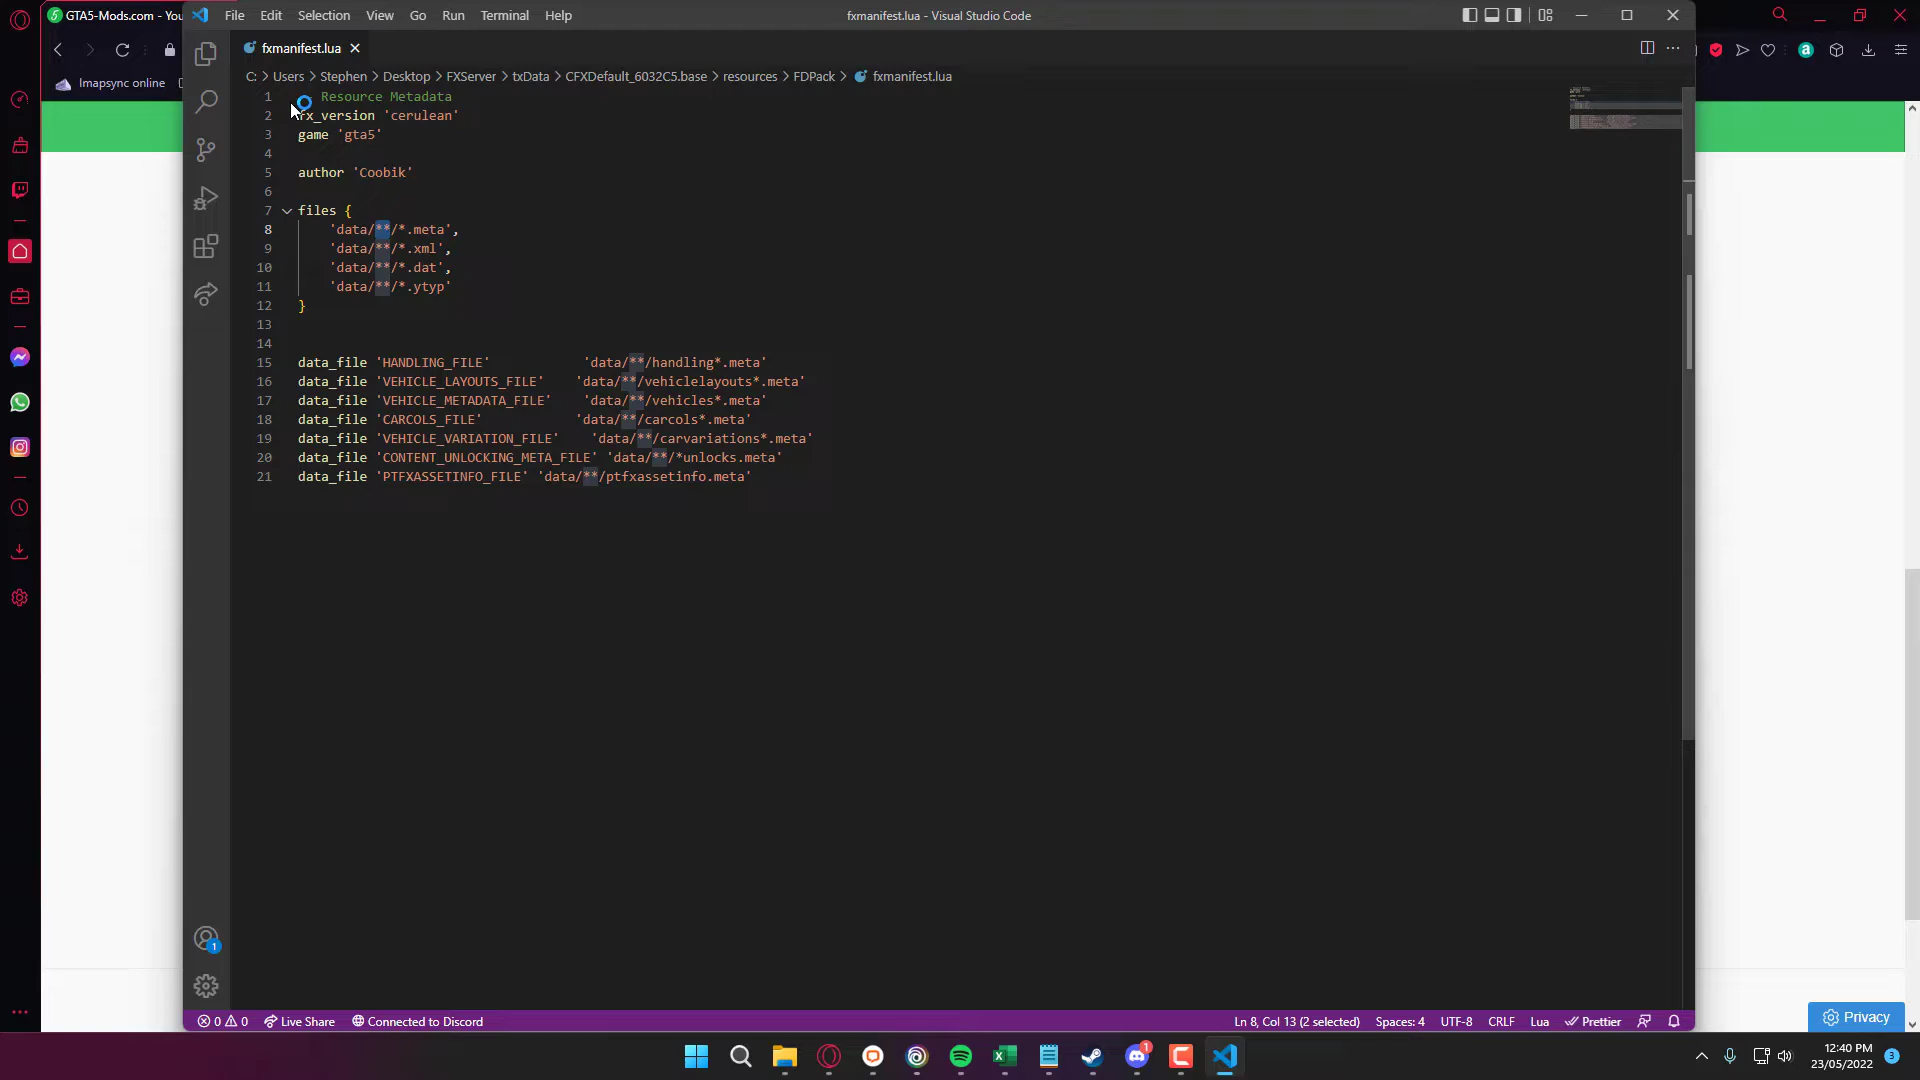 GTA5-Mods.com - You
File Edit Selection View Go Run Terminal Help
fxmanifest.lua - Visual Studio Code
Imapsync online
fxmanifest.lua
C: > Users > Stephen > Desktop > FXServer > txData > CFXDefault_6032C5.base > resources > FDPack > fxmanifest.lua
1 Resource Metadata
2 fx_version 'cerulean'
3 game 'gta5'
4
5 author 'Coobik'
6
7 files {
8 'data/**/*.meta',
9 'data/**/*.xml',
10 'data/**/*.dat',
11 'data/**/*.ytyp'
12 }
13
14
15 data_file 'HANDLING_FILE' 'data/**/handling*.meta'
16 data_file 'VEHICLE_LAYOUTS_FILE' 'data/**/vehiclelayouts*.meta'
17 data_file 'VEHICLE_METADATA_FILE' 'data/**/vehicles*.meta'
18 data_file 'CARCOLS_FILE' 'data/**/carcols*.meta'
19 data_file 'VEHICLE_VARIATION_FILE' 'data/**/carvariations*.meta'
20 data_file 'CONTENT_UNLOCKING_META_FILE' 'data/**/*unlocks.meta'
21 data_file 'PTFXASSETINFO_FILE' 'data/**/ptfxassetinfo.meta'
1
Privacy
0 0 Live Share Connected to Discord
Ln 8, Col 13 (2 selected) Spaces: 4 UTF-8 CRLF Lua Prettier
1
12:40 PM
23/05/2022
3